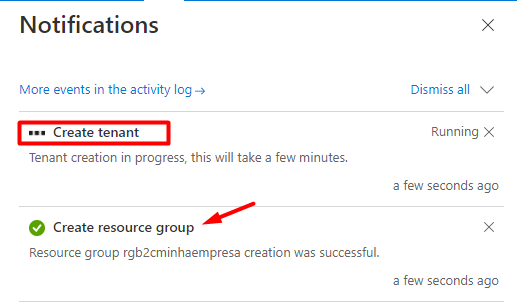 Notifications
More events in the activity log →
Dismiss all
Create tenant
Running
Tenant creation in progress, this will take a few minutes.
a few seconds ago
Create resource group
Resource group rgb2cminhaempresa creation was successful.
a few seconds ago